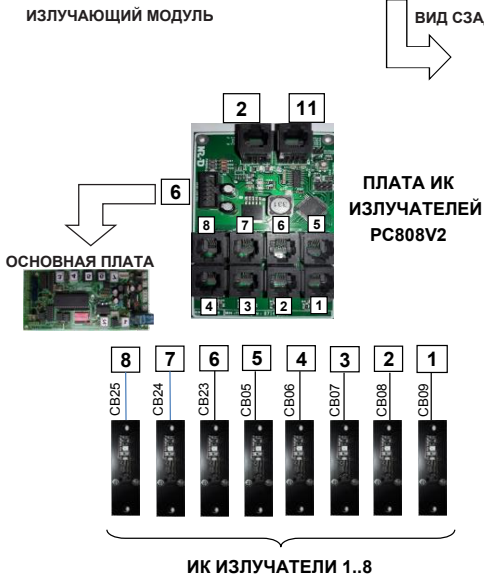 ИЗЛУЧАЮЩИЙ МОДУЛЬ
ВИД СЗА
2 11
6
ПЛАТА ИК
ИЗЛУЧАТЕЛЕЙ
PC808V2
8 7 6 5
4 3 2 1
ОСНОВНАЯ ПЛАТА
8 7 6 5 4 3 2 1
CB25 CB24 CB23 CB05 CB06 CB07 CB08 CB09
ИК ИЗЛУЧАТЕЛИ 1..8